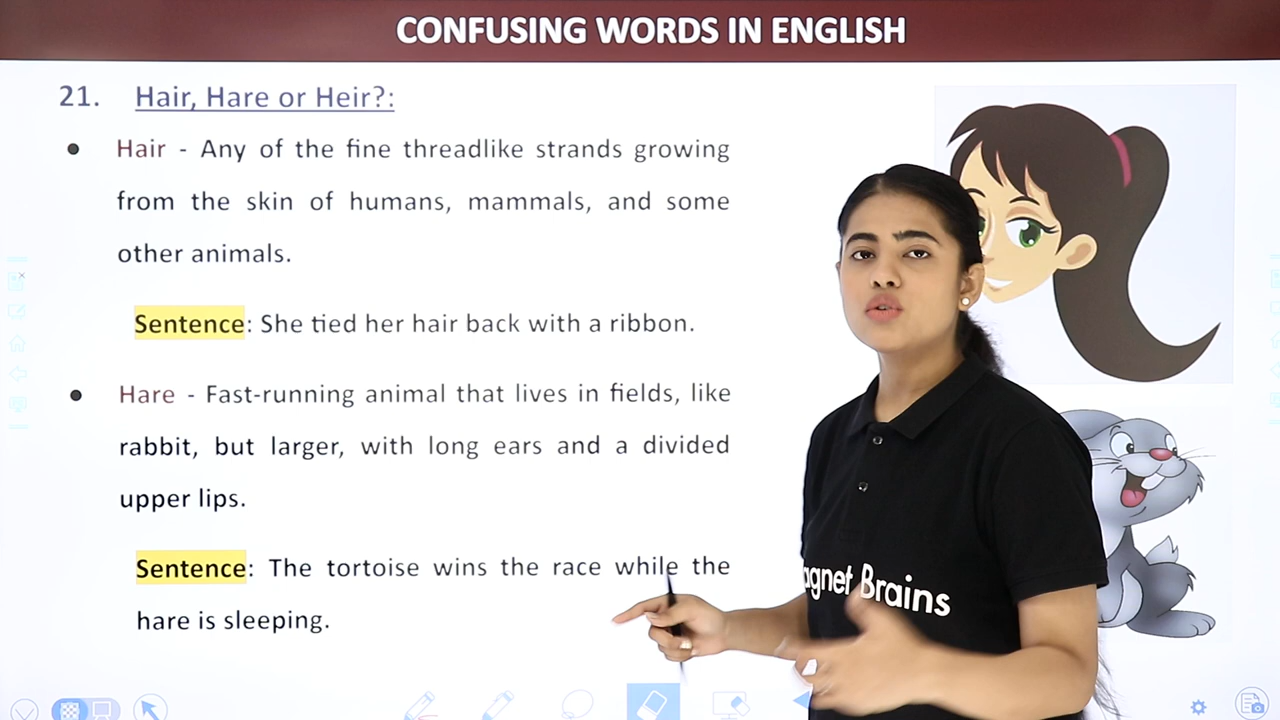 CONFUSING WORDS IN ENGLISH
21. Hair, Hare or Heir?:
● Hair - Any of the fine threadlike strands growing
from the skin of humans, mammals, and some
other animals.
Sentence: She tied her hair back with a ribbon.
● Hare - Fast-running animal that lives in fields, like
rabbit, but larger, with long ears and a divided
upper lips.
Sentence: The tortoise wins the race while the
hare is sleeping.
agnet Brains